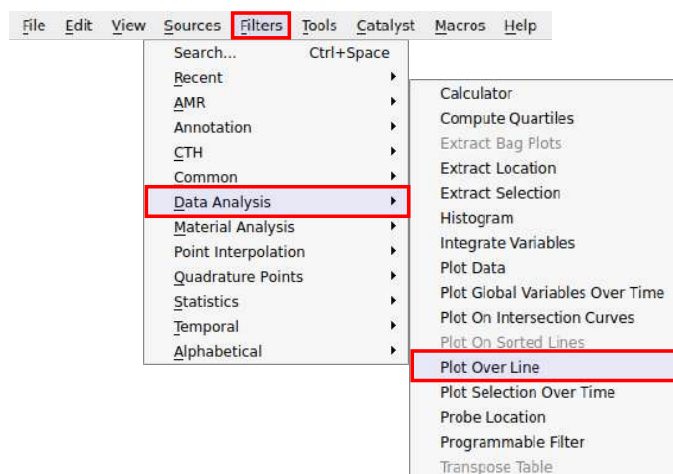 File Edit View Sources Filters Tools Catalyst Macros Help
Search... Ctrl+Space
Recent
AMR
Annotation
CTH
Common
Data Analysis
Material Analysis
Point Interpolation
Quadrature Points
Statistics
Temporal
Alphabetical
Calculator
Compute Quartiles
Extract Bag Plots
Extract Location
Extract Selection
Histogram
Integrate Variables
Plot Data
Plot Global Variables Over Time
Plot On Intersection Curves
Plot On Sorted Lines
Plot Over Line
Plot Selection Over Time
Probe Location
Programmable Filter
Transpose Table